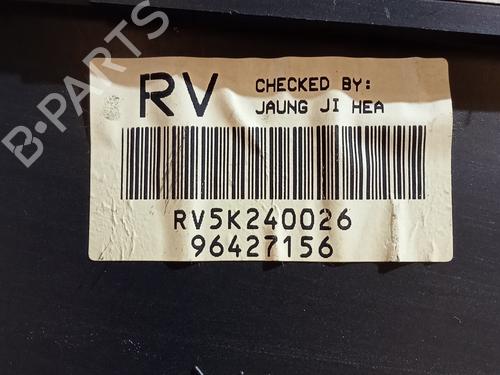 B-PARTS
RV
CHECKED BY:
JAUNG JI HEA
RV5K240026
96427156